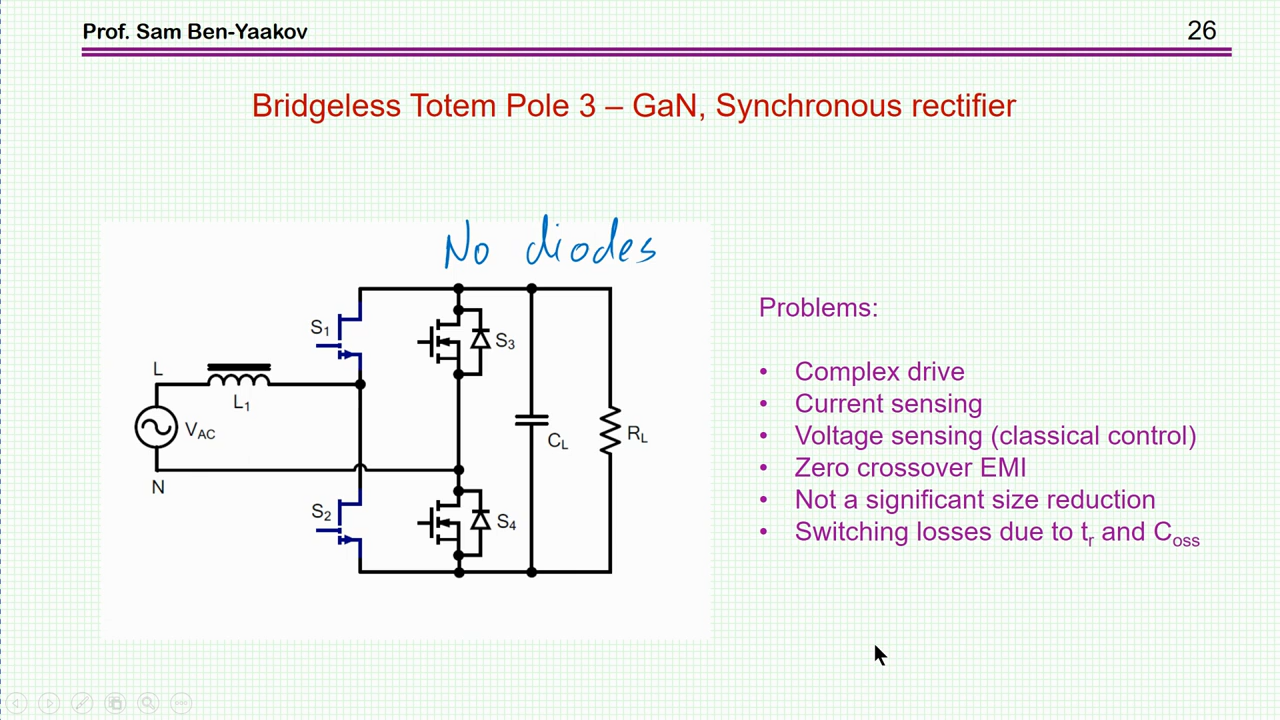 Prof. Sam Ben-Yaakov
26
Bridgeless Totem Pole 3 – GaN, Synchronous rectifier
No diodes
S1
S3
L
L1
VAC
CL
RL
N
S2
S4
Problems:
• Complex drive
• Current sensing
• Voltage sensing (classical control)
• Zero crossover EMI
• Not a significant size reduction
• Switching losses due to tr and Coss